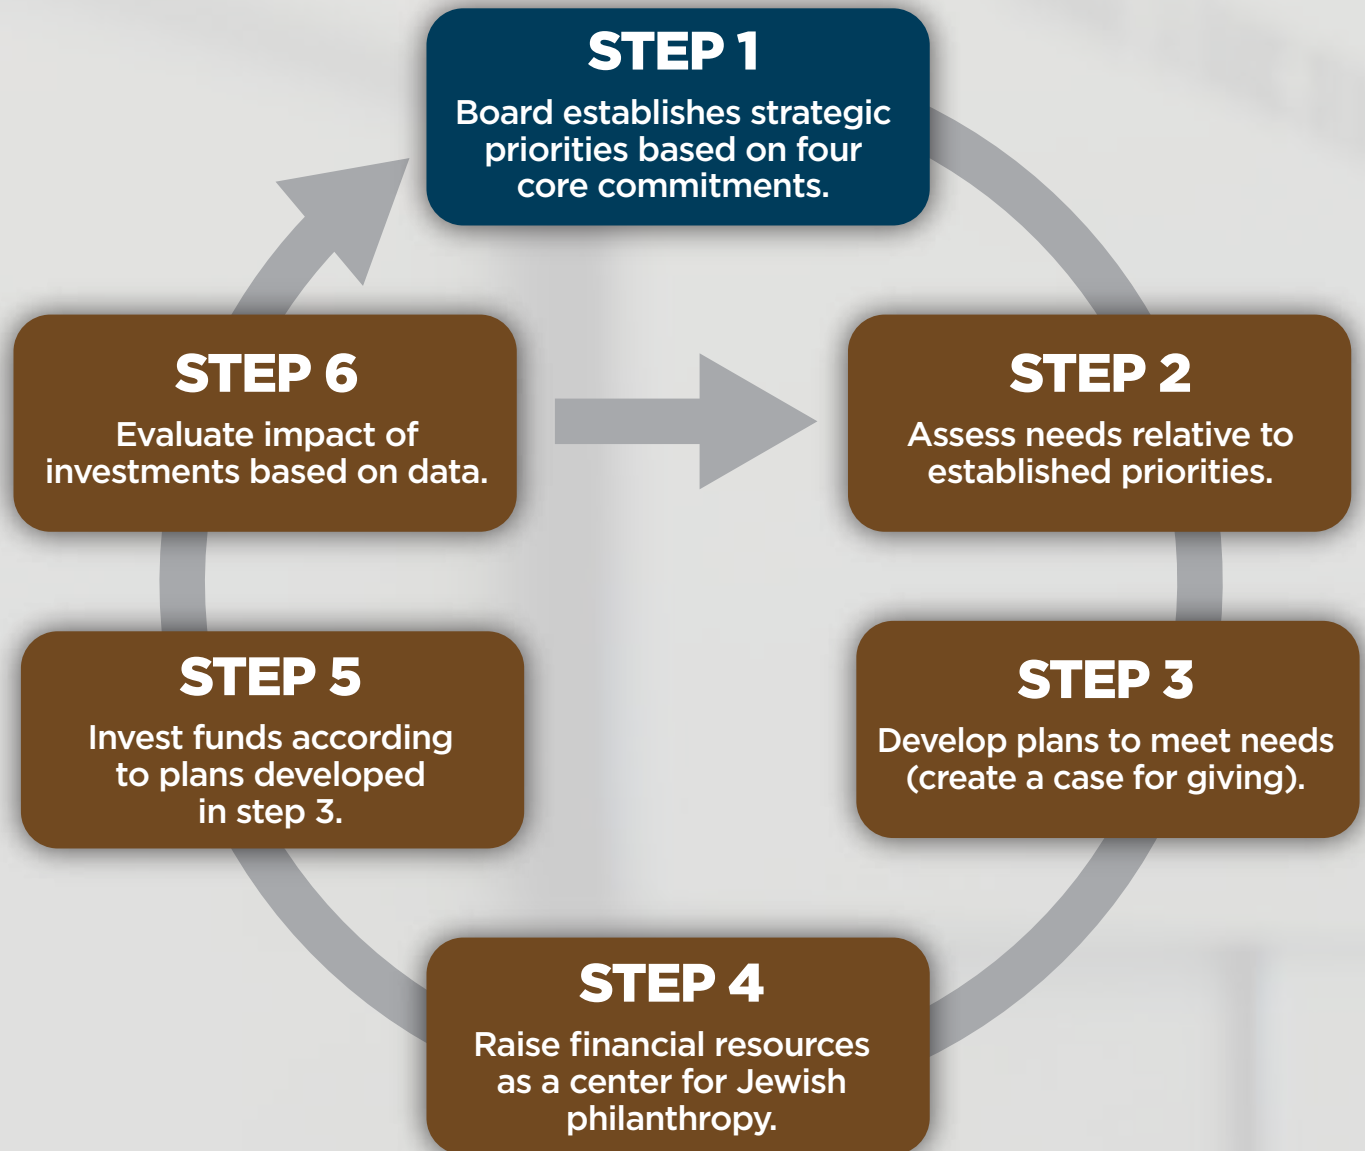 STEP 1
Board establishes strategic
priorities based on four
core commitments.
STEP 2
Assess needs relative to
established priorities.
STEP 3
Develop plans to meet needs
(create a case for giving).
STEP 4
Raise financial resources
as a center for Jewish
philanthropy.
STEP 5
Invest funds according
to plans developed
in step 3.
STEP 6
Evaluate impact of
investments based on data.